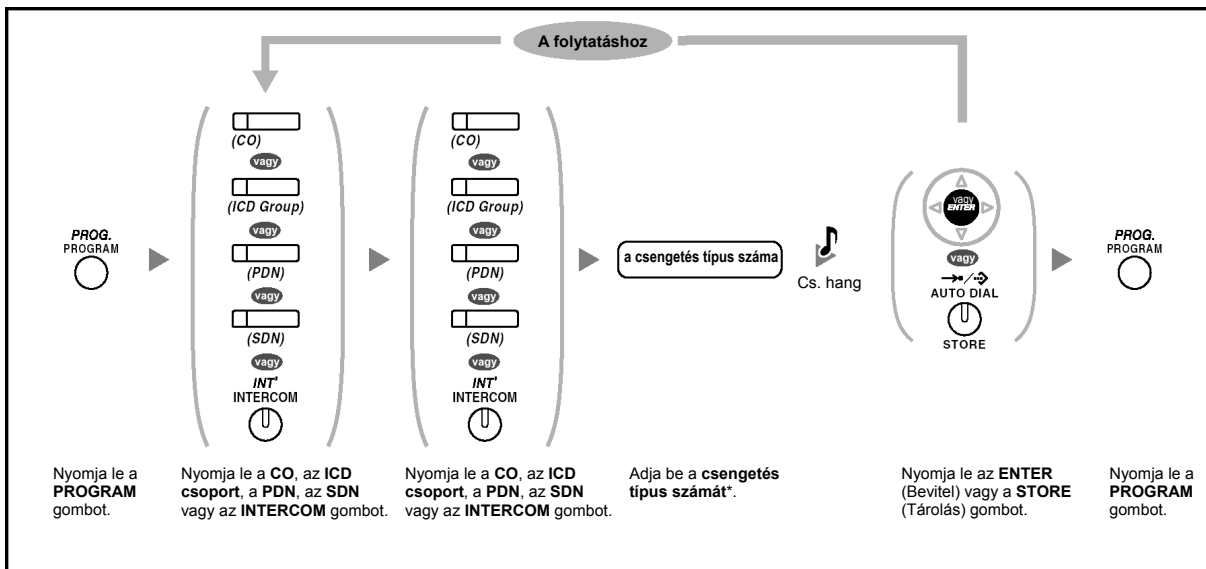 A folytatáshoz
PROG.
PROGRAM
(CO)
vagy
(ICD Group)
vagy
(PDN)
vagy
(SDN)
vagy
INT'
INTERCOM
(CO)
vagy
(ICD Group)
vagy
(PDN)
vagy
(SDN)
vagy
INT'
INTERCOM
a csengetés típus száma
Cs. hang
vagy
ENTER
vagy
AUTO DIAL
STORE
PROG.
PROGRAM
Nyomja le a
PROGRAM
gombot.
Nyomja le a CO, az ICD
csoport, a PDN, az SDN
vagy az INTERCOM gombot.
Nyomja le a CO, az ICD
csoport, a PDN, az SDN
vagy az INTERCOM gombot.
Adja be a csengetés
típus számát*.
Nyomja le az ENTER
(Bevitel) vagy a STORE
(Tárolás) gombot.
Nyomja le a
PROGRAM
gombot.